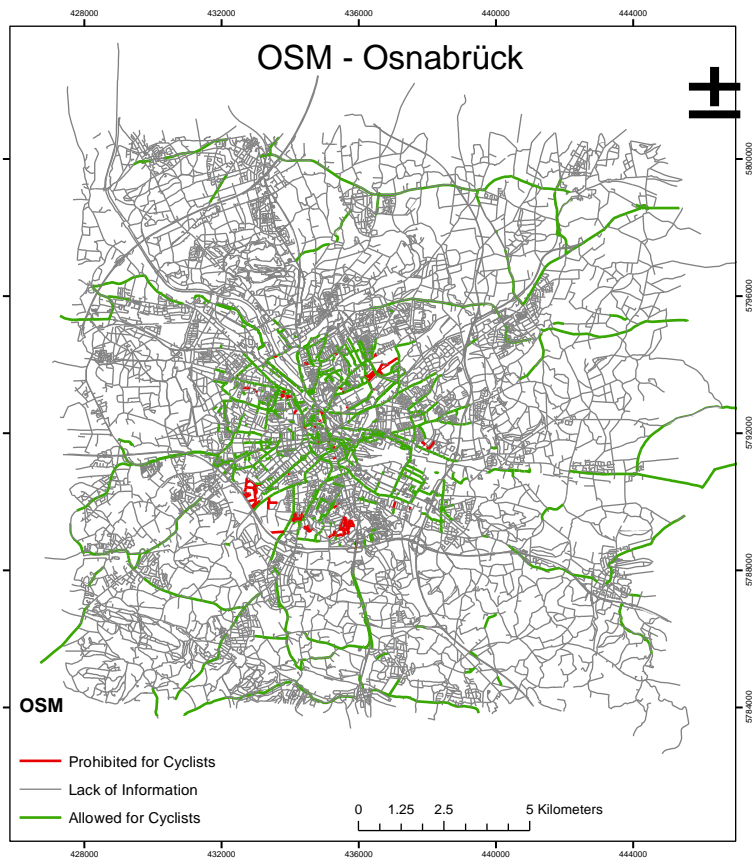 428000 432000 436000 440000 444000
OSM - Osnabrück
5800000
5796000
5792000
5788000
5784000
OSM
Prohibited for Cyclists
Lack of Information
Allowed for Cyclists
0 1.25 2.5 5 Kilometers
428000 432000 436000 440000 444000